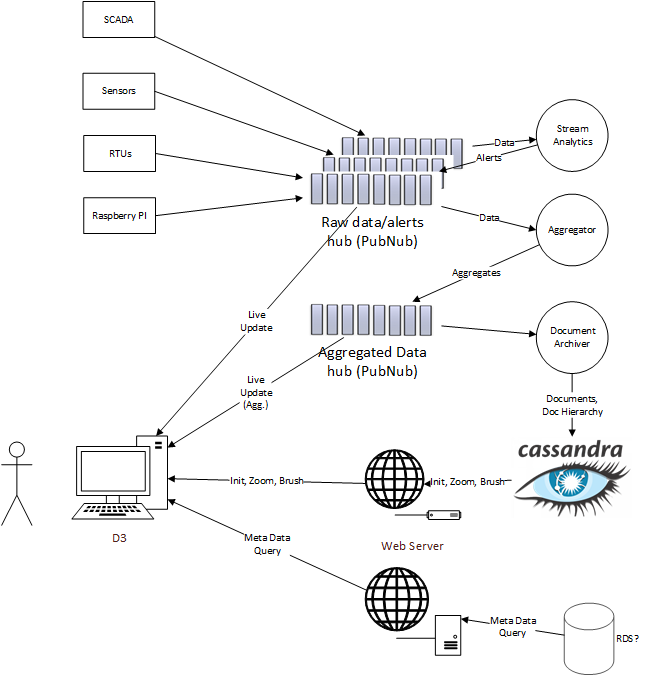 SCADA
Sensors
RTUs
Raspberry PI
Data
Alerts
Stream
Analytics
Raw data/alerts
hub (PubNub)
Data
Aggregator
Aggregates
Live
Update
Aggregated Data
hub (PubNub)
Document
Archiver
Live
Update
(Agg.)
Documents,
Doc Hierarchy
cassandra
Init, Zoom, Brush
Init, Zoom, Brush
D3
Web Server
Meta Data
Query
Meta Data
Query
RDS?